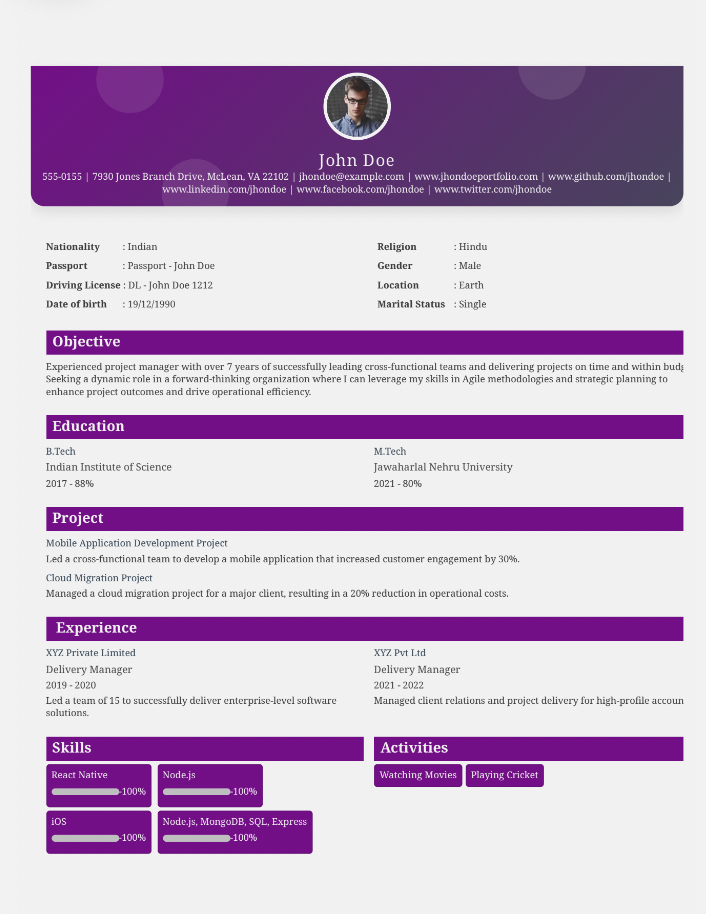 John Doe
555-0155 | 7930 Jones Branch Drive, McLean, VA 22102 | jhondoe@example.com | www.jhondoeportfolio.com | www.github.com/jhondoe |
www.linkedin.com/jhondoe | www.facebook.com/jhondoe | www.twitter.com/jhondoe
Nationality : Indian
Religion : Hindu
Passport : Passport - John Doe
Gender : Male
Driving License : DL - John Doe 1212
Location : Earth
Date of birth : 19/12/1990
Marital Status : Single
Objective
Experienced project manager with over 7 years of successfully leading cross-functional teams and delivering projects on time and within budg
Seeking a dynamic role in a forward-thinking organization where I can leverage my skills in Agile methodologies and strategic planning to
enhance project outcomes and drive operational efficiency.
Education
B.Tech
Indian Institute of Science
2017 - 88%
M.Tech
Jawaharlal Nehru University
2021 - 80%
Project
Mobile Application Development Project
Led a cross-functional team to develop a mobile application that increased customer engagement by 30%.
Cloud Migration Project
Managed a cloud migration project for a major client, resulting in a 20% reduction in operational costs.
Experience
XYZ Private Limited
Delivery Manager
2019 - 2020
Led a team of 15 to successfully deliver enterprise-level software
solutions.
XYZ Pvt Ltd
Delivery Manager
2021 - 2022
Managed client relations and project delivery for high-profile accoun
Skills
React Native
-100%
Node.js
-100%
iOS
-100%
Node.js, MongoDB, SQL, Express
-100%
Activities
Watching Movies
Playing Cricket